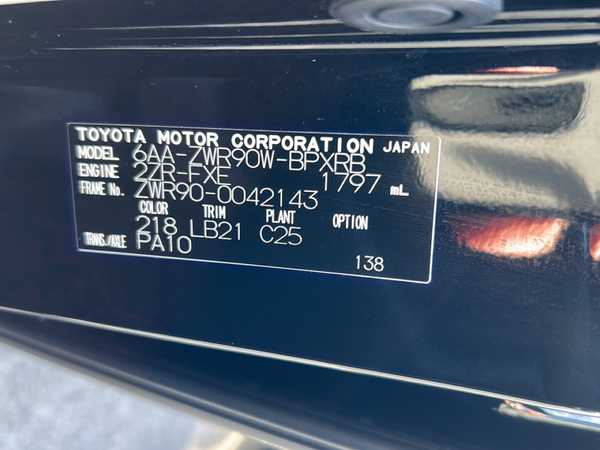 TOYOTA MOTOR CORPORATION JAPAN
MODEL 6AA-ZWR90W-BPXRB
ENGINE 2ZR-FXE 1797 mL
FRAME No. ZWR90-0042143
COLOR TRIM PLANT OPTION
218 LB21 C25
TRANS./AXLE PA10
138